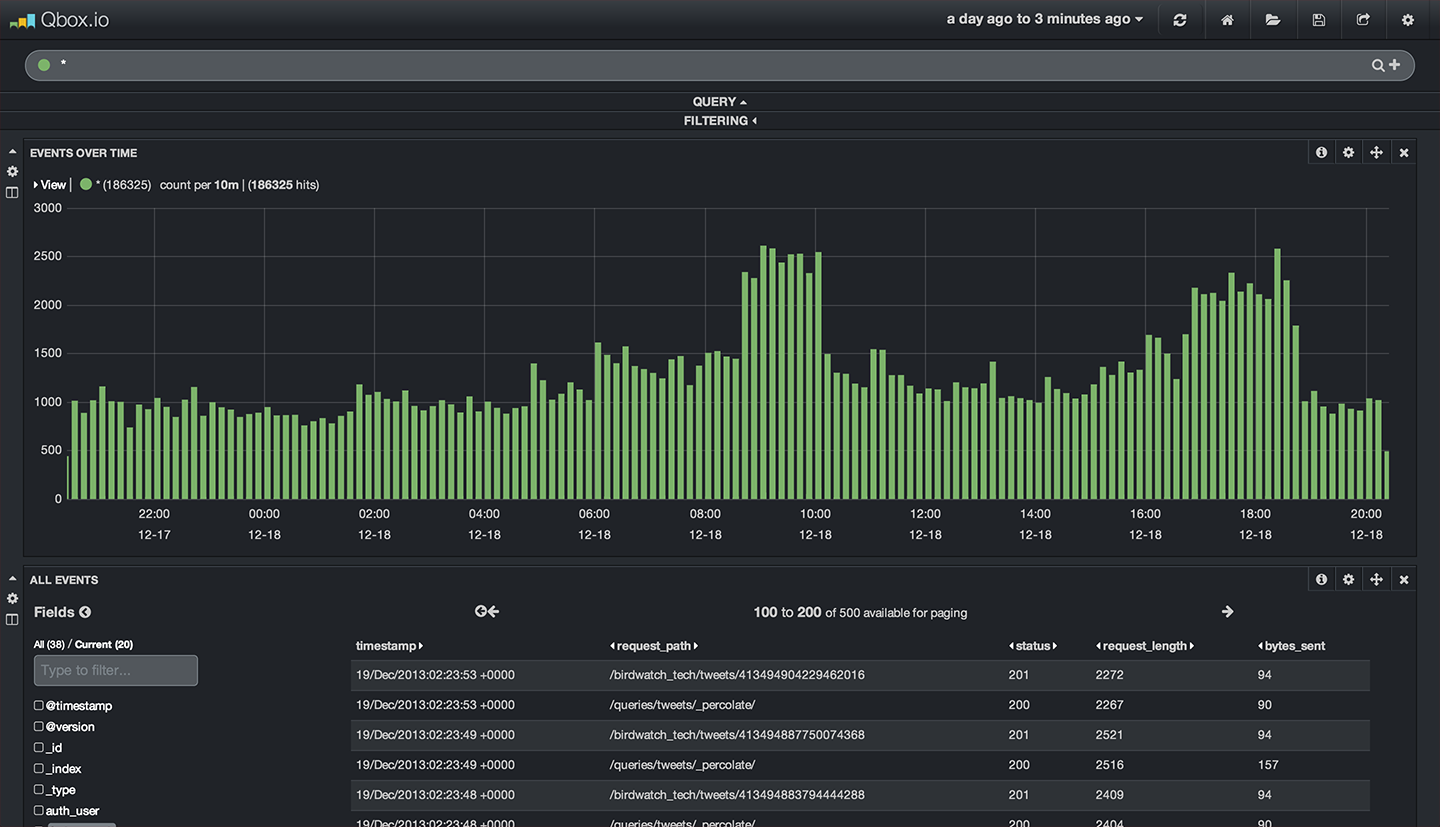 Qbox.io
a day ago to 3 minutes ago
*
QUERY
FILTERING
EVENTS OVER TIME
View | * (186325) count per 10m | (186325 hits)
3000
2500
2000
1500
1000
500
0
22:00 00:00 02:00 04:00 06:00 08:00 10:00 12:00 14:00 16:00 18:00 20:00
12-17 12-18 12-18 12-18 12-18 12-18 12-18 12-18 12-18 12-18 12-18 12-18
ALL EVENTS
Fields
100 to 200 of 500 available for paging
All (38) / Current (20)
Type to filter...
@timestamp
@version
_id
_index
_type
auth_user
timestamp request_path status request_length bytes_sent
19/Dec/2013:02:23:53 +0000 /birdwatch_tech/tweets/413494904229462016 201 2272 94
19/Dec/2013:02:23:53 +0000 /queries/tweets/_percolate/ 200 2267 90
19/Dec/2013:02:23:49 +0000 /birdwatch_tech/tweets/413494887750074368 201 2521 94
19/Dec/2013:02:23:49 +0000 /queries/tweets/_percolate/ 200 2516 157
19/Dec/2013:02:23:48 +0000 /birdwatch_tech/tweets/413494883794444288 201 2409 94
19/Dec/2013:02:23:48 +0000 /queries/tweets/_percolate/ 200 2404 90